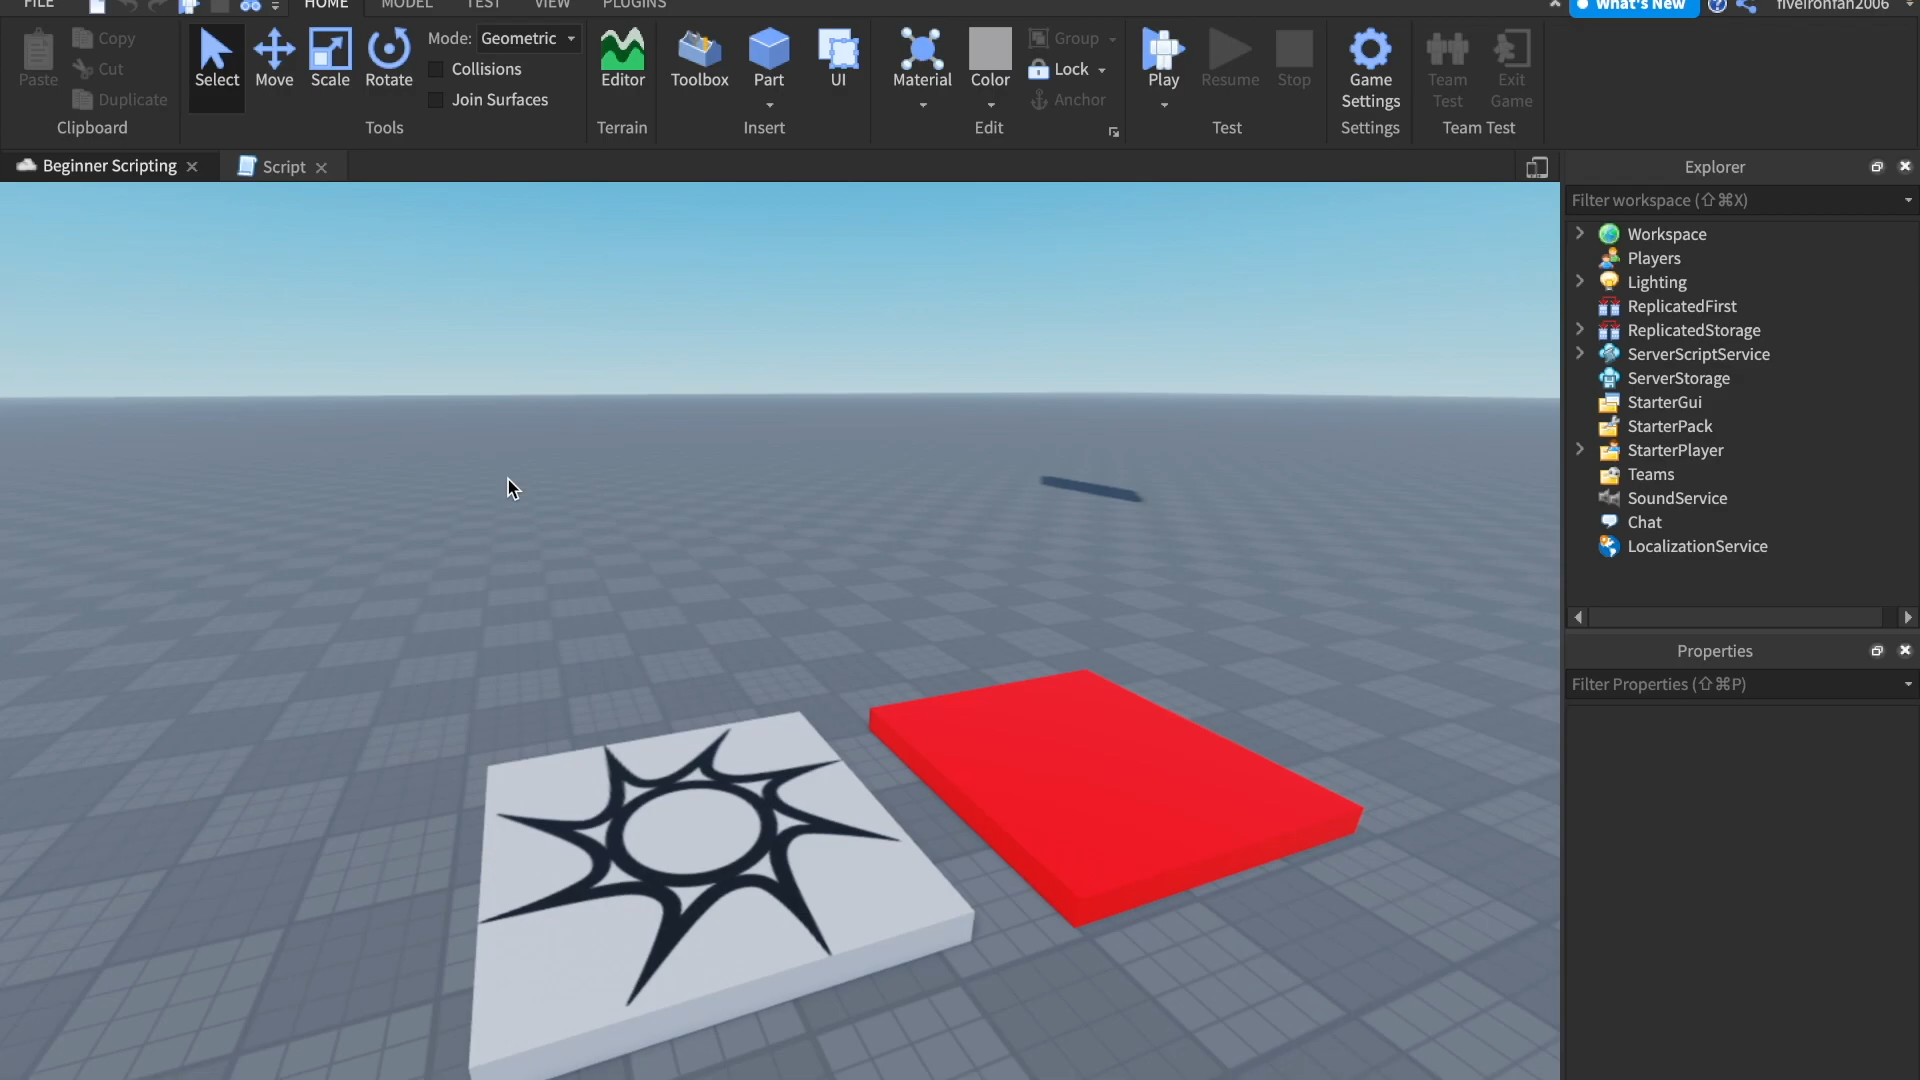 FILE HOME MODEL TEST VIEW PLUGINS What's New fiveironfan2006
Paste Copy Cut Duplicate
Clipboard
Select Move Scale Rotate
Mode: Geometric
Collisions
Join Surfaces
Tools
Editor
Terrain
Toolbox Part UI
Insert
Material Color Group Lock Anchor
Edit
Play Resume Stop
Test
Game Settings
Settings
Team Test Exit Game
Team Test
Beginner Scripting Script
Explorer
Filter workspace (⇧⌘X)
Workspace
Players
Lighting
ReplicatedFirst
ReplicatedStorage
ServerScriptService
ServerStorage
StarterGui
StarterPack
StarterPlayer
Teams
SoundService
Chat
LocalizationService
Properties
Filter Properties (⇧⌘P)